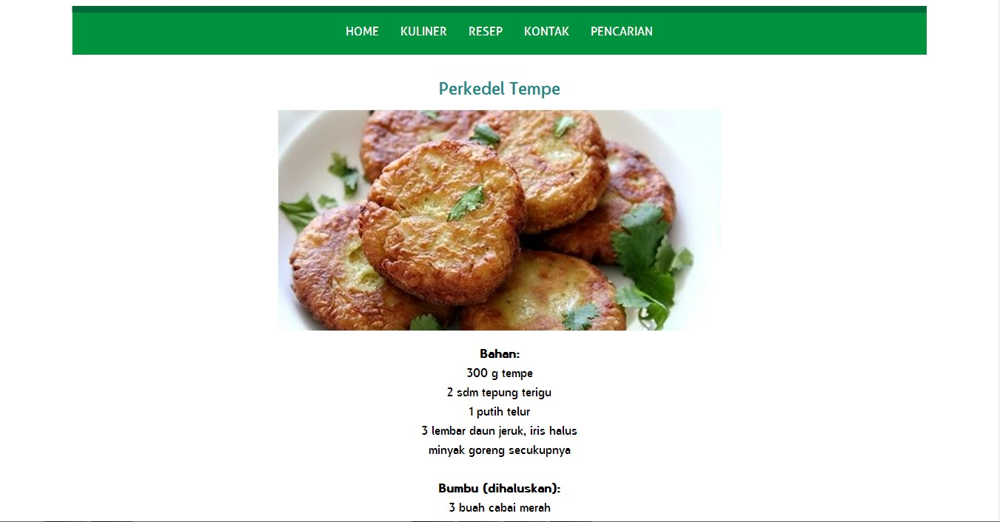 HOME KULINER RESEP KONTAK PENCARIAN
Perkedel Tempe
Bahan:
300 g tempe
2 sdm tepung terigu
1 putih telur
3 lembar daun jeruk, iris halus
minyak goreng secukupnya
Bumbu (dihaluskan):
3 buah cabai merah